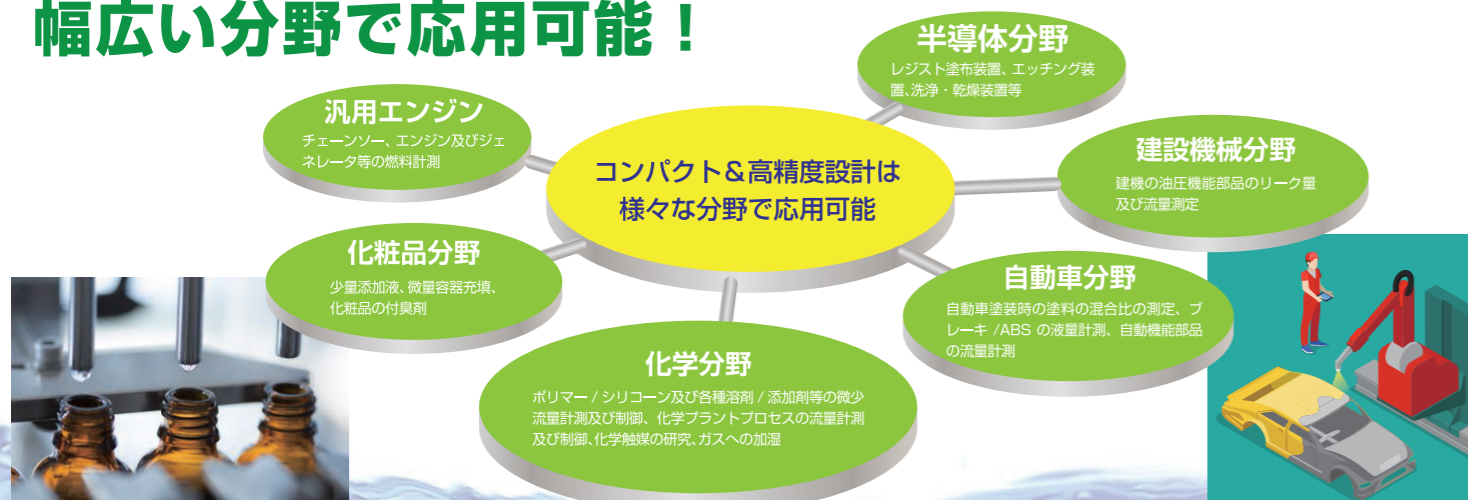 幅広い分野で応用可能！
半導体分野
レジスト塗布装置、エッチング装
置、洗浄・乾燥装置等
汎用エンジン
チェーンソー、エンジン及びジェ
ネレータ等の燃料計測
コンパクト＆高精度設計は
様々な分野で応用可能
建設機械分野
建機の油圧機能部品のリーク量
及び流量測定
化粧品分野
少量添加液、微量容器充填、
化粧品の付臭剤
自動車分野
自動車塗装時の塗料の混合比の測定、ブ
レーキ /ABS の液量計測、自動機能部品
の流量計測
化学分野
ポリマー / シリコーン及び各種溶剤 / 添加剤等の微少
流量計測及び制御、化学プラントプロセスの流量計測
及び制御、化学触媒の研究、ガスへの加湿